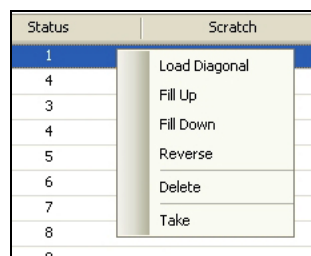 Status Scratch
1
4
3
4
5
6
7
8
Load Diagonal
Fill Up
Fill Down
Reverse
Delete
Take